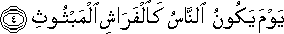 يَوْمَ يَكُونُ ٱلنَّاسُ كَٱلْفَرَاشِ ٱلْمَبْثُوثِ ٤